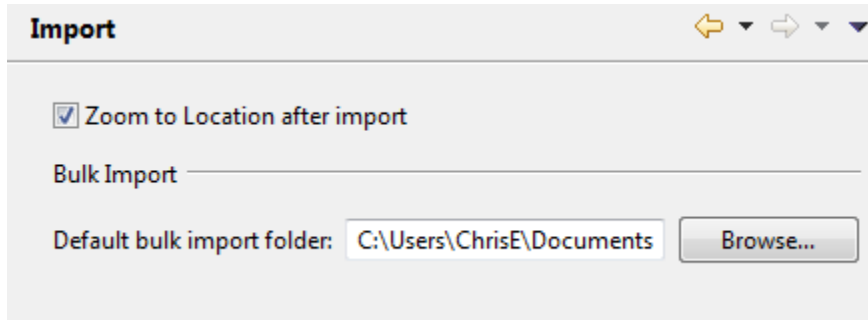 Import
Zoom to Location after import
Bulk Import
Default bulk import folder: C:\Users\ChrisE\Documents Browse...